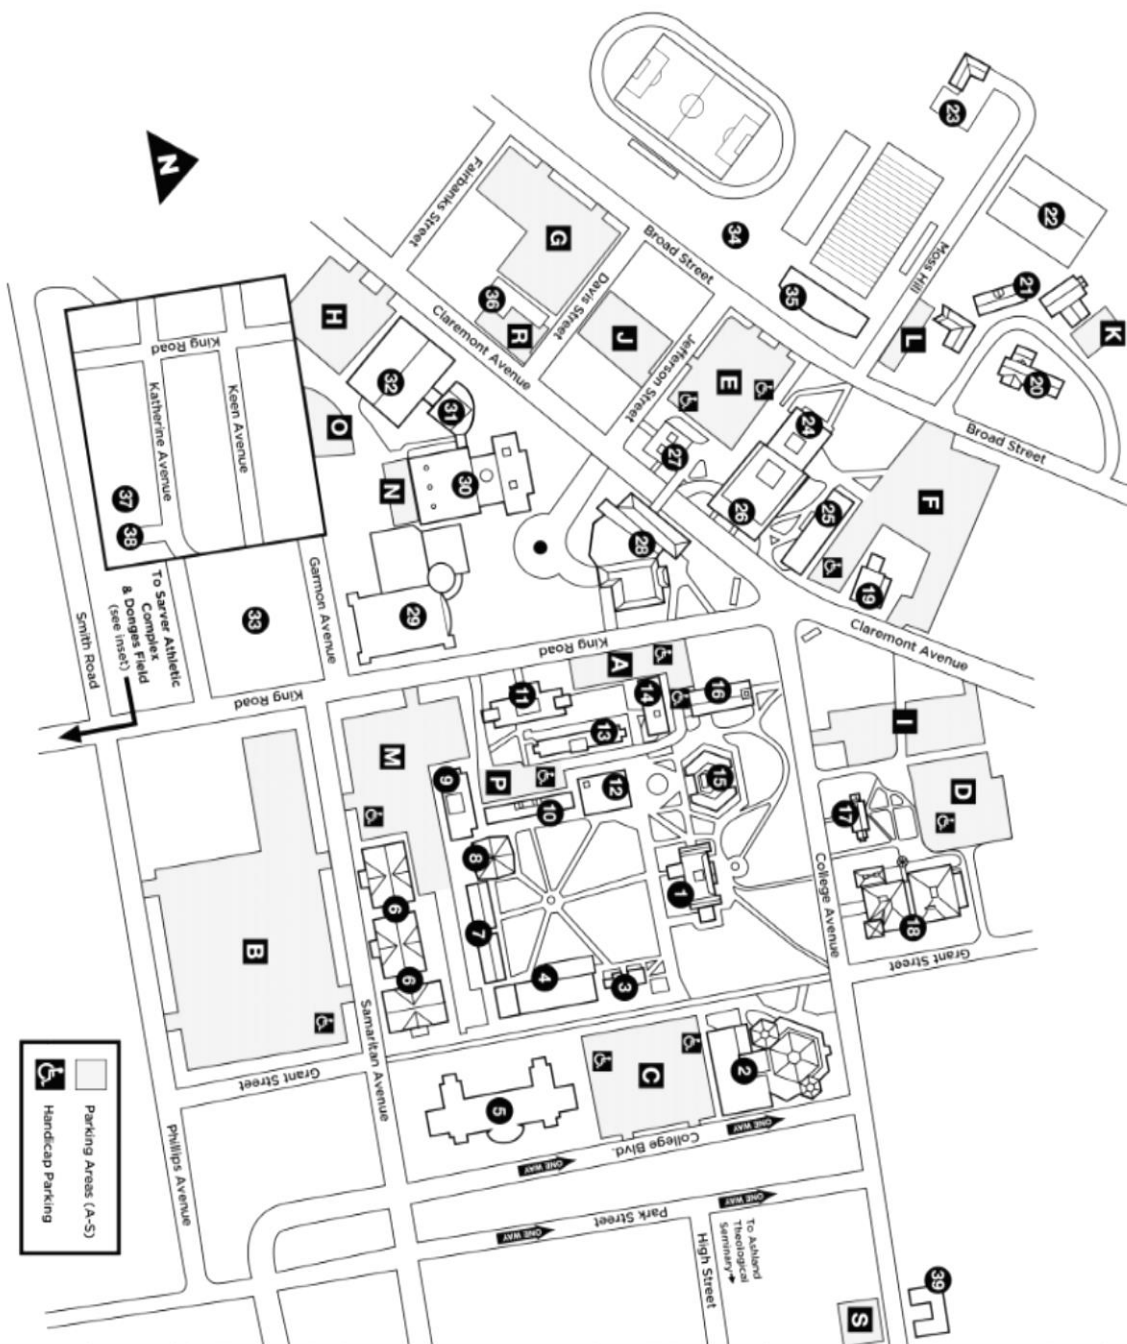 23
22
21
K
L
20
34
35
Moss Hill
Broad Street
Broad Street
Fairbanks Street
G
36
R
Davis Street
J
Jefferson Street
E
24
F
27
26
25
19
Claremont Avenue
Claremont Avenue
N
H
32
31
O
N
30
28
29
King Road
Katherine Avenue
Keen Avenue
37
38
To Sarver Athletic
Complex
& Donges Field
(see inset)
33
Garmon Avenue
Smith Road
King Road
King Road
A
11
14
16
13
I
M
P
9
10
12
15
17
D
8
1
College Avenue
18
6
7
6
4
3
B
Grant Street
Samaritan Avenue
Grant Street
C
2
5
College Blvd.
ONE WAY
ONE WAY
Phillips Avenue
Park Street
ONE WAY
ONE WAY
High Street
To Ashland
Theological
Seminary
39
S
Parking Areas (A-S)
Handicap Parking